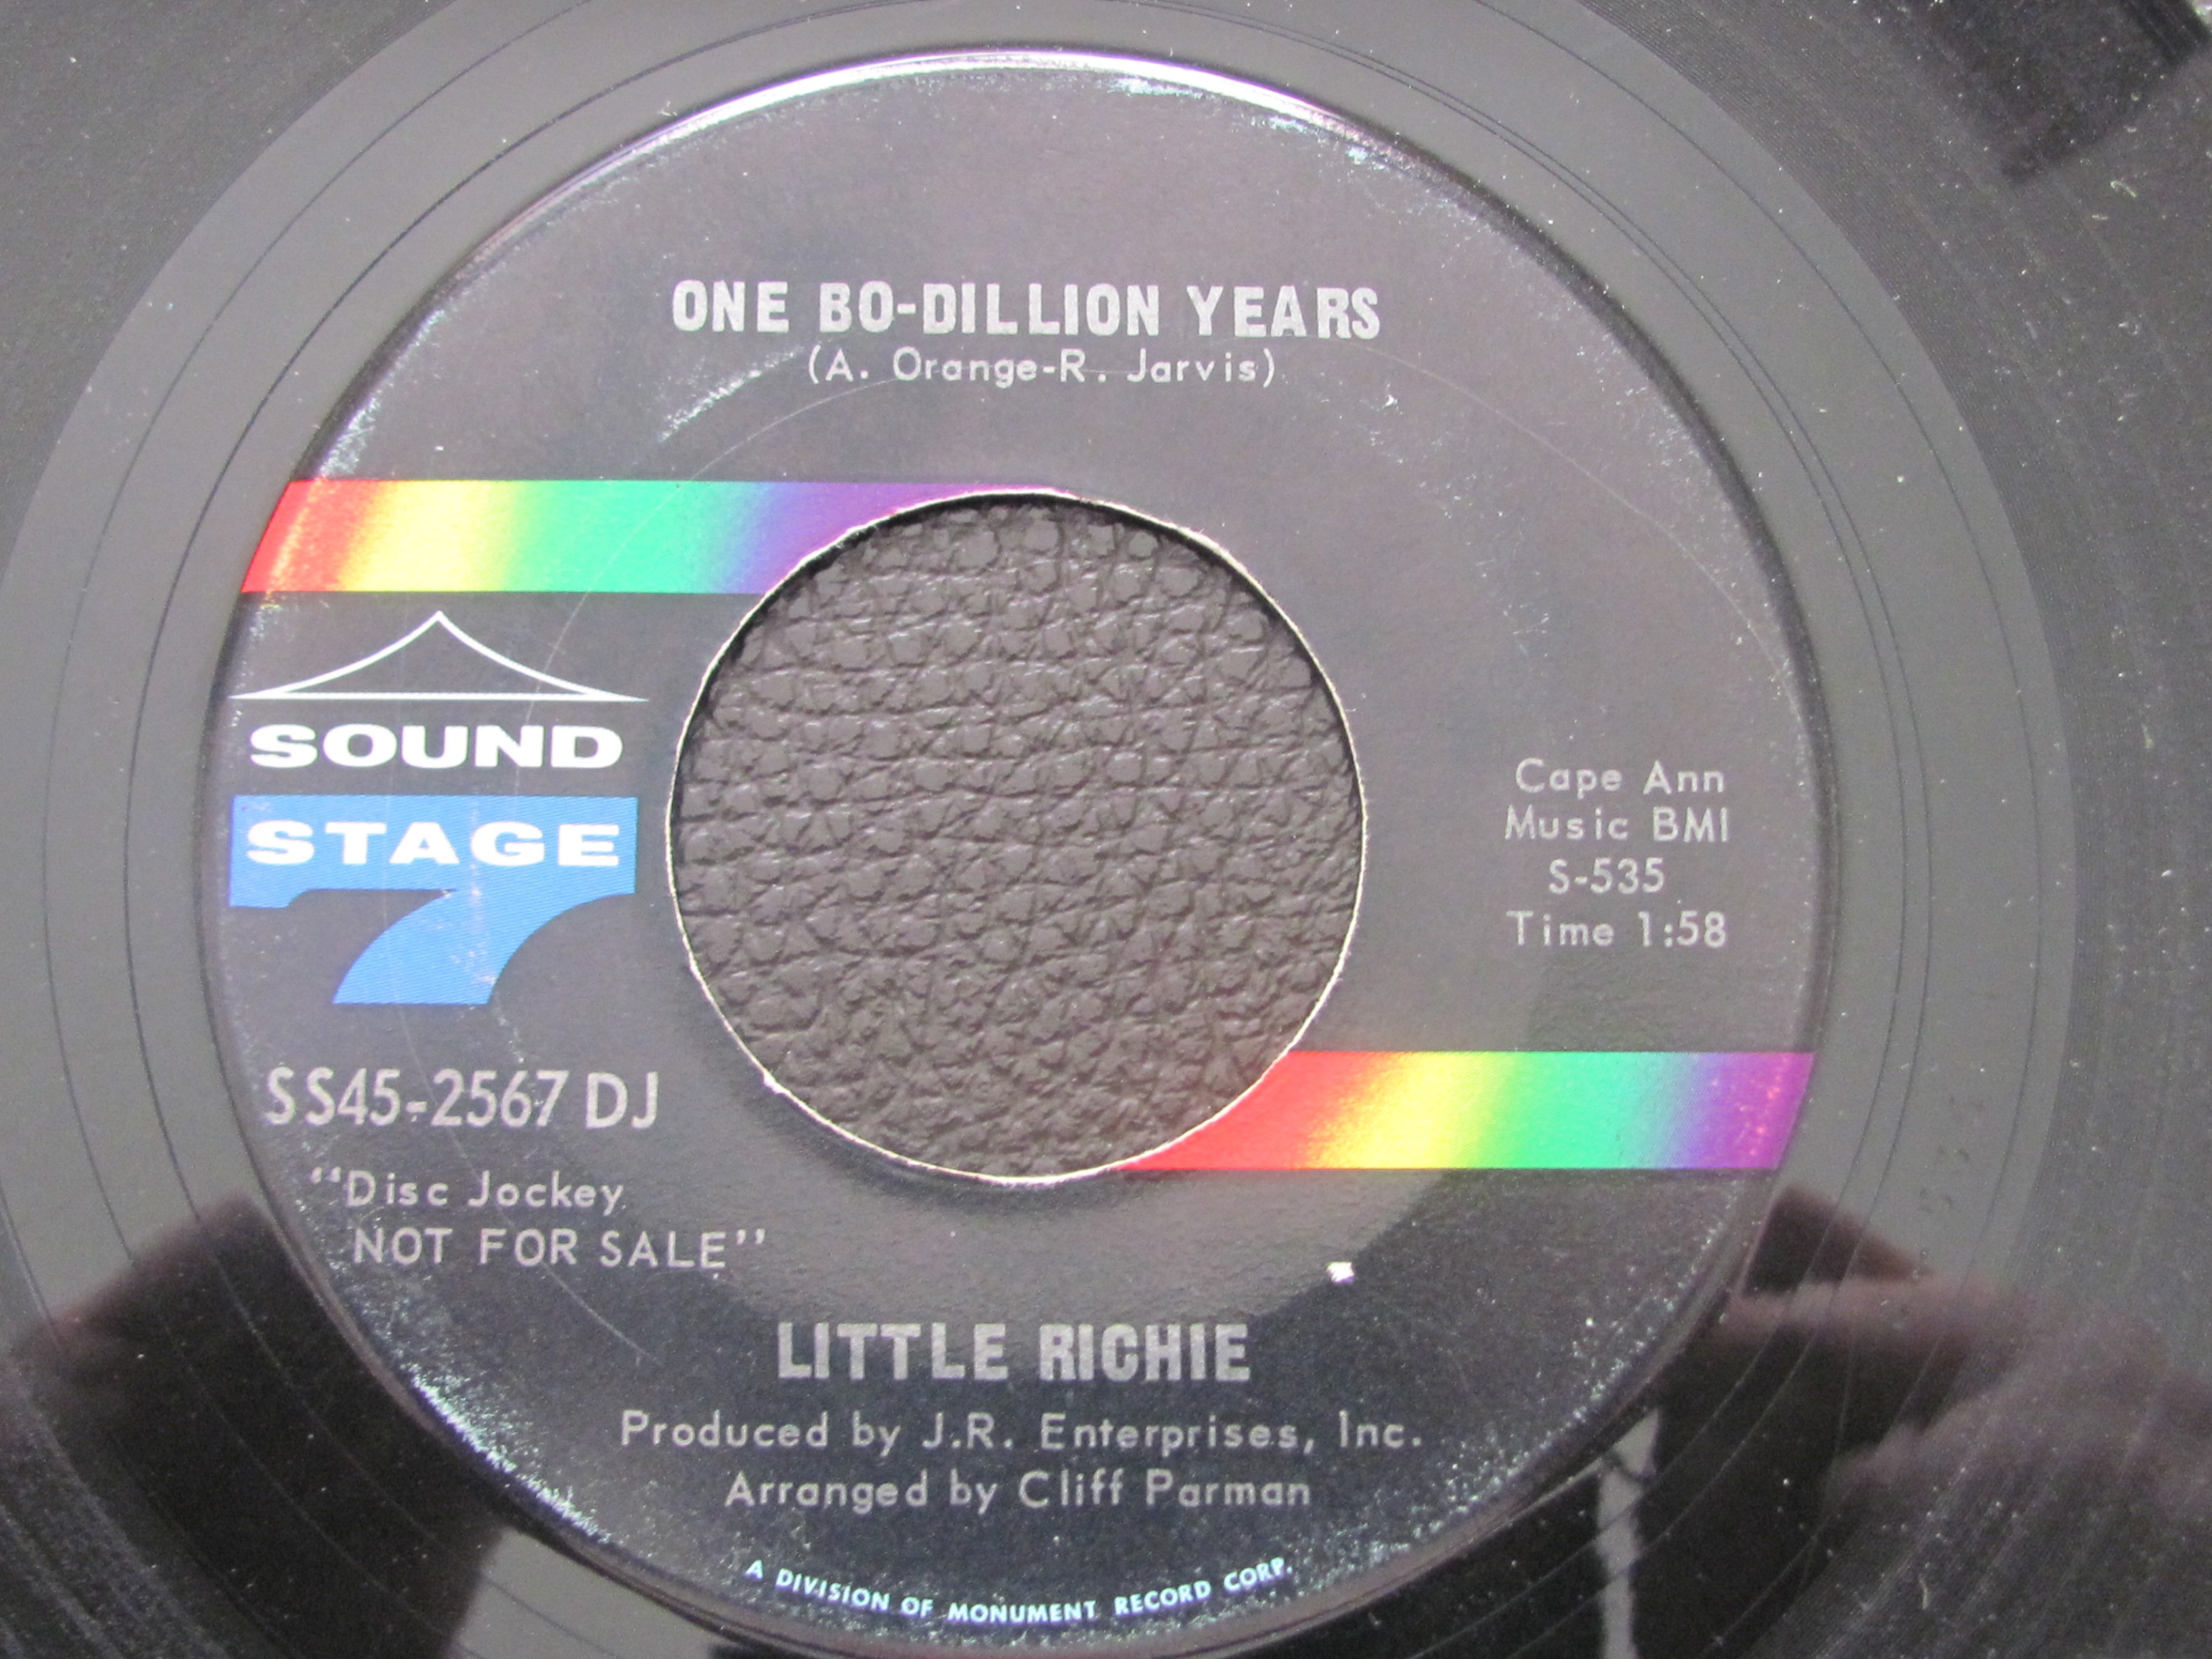 ONE BO-DILLION YEARS
(A. Orange-R. Jarvis)
SOUND
STAGE
7
Cape Ann
Music BMI
S-535
Time 1:58
SS45-2567 DJ
"Disc Jockey
NOT FOR SALE"
LITTLE RICHIE
Produced by J.R. Enterprises, Inc.
Arranged by Cliff Parman
A DIVISION OF MONUMENT RECORD CORP.